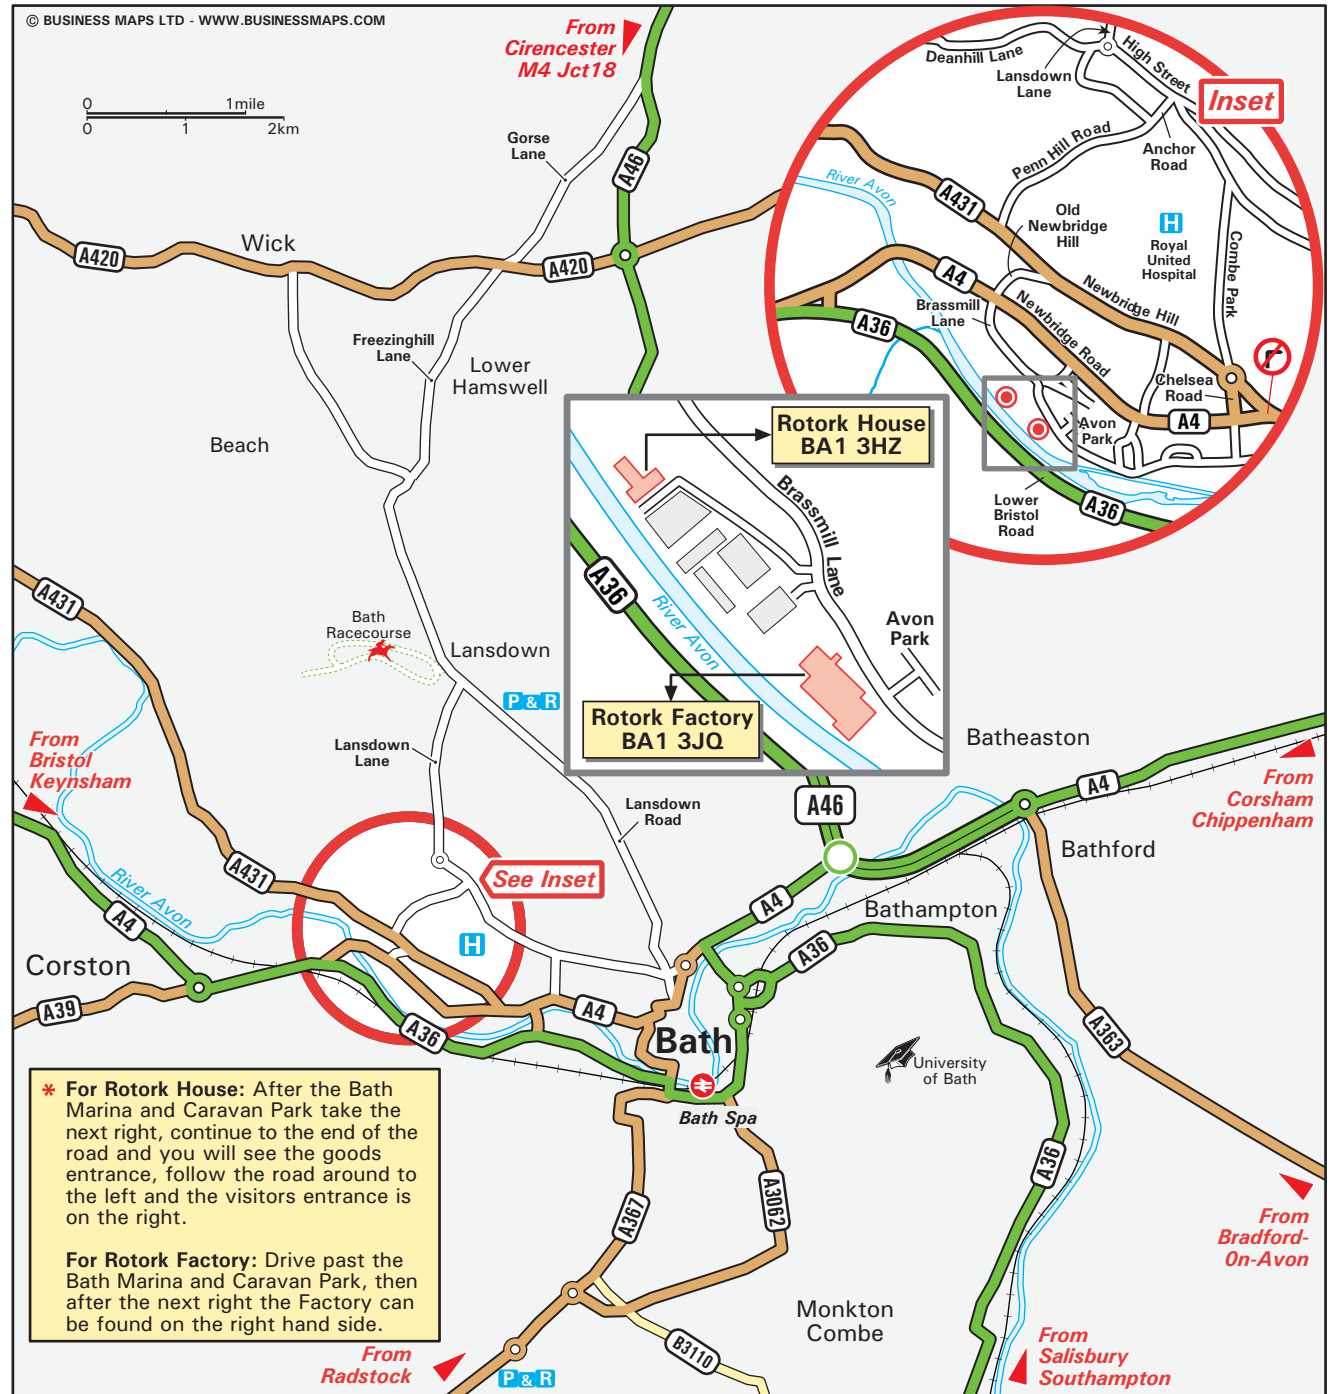 © BUSINESS MAPS LTD - WWW.BUSINESSMAPS.COM
0 1mile
0 1 2km
From
Cirencester
M4 Jct18
Gorse
Lane
A46
A420
Wick
A420
Freezinghill
Lane
Lower
Hamswell
Beach
Deanhill Lane
Lansdown
Lane
High Street
Inset
Penn Hill Road
Anchor
Road
River Avon
A431
Old
Newbridge
Hill
H
Royal
United
Hospital
Combe Park
A4
Newbridge Hill
Brassmill
Lane
Newbridge Road
A36
Chelsea
Road
A4
Avon
Park
Lower
Bristol
Road
A36
Rotork House
BA1 3HZ
Brassmill Lane
A36
River Avon
Avon
Park
Rotork Factory
BA1 3JQ
A431
Bath
Racecourse
Lansdown
P & R
Lansdown
Lane
From
Bristol
Keynsham
Lansdown
Road
A46
Batheaston
A4
From
Corsham
Chippenham
Bathford
A431
See Inset
River Avon
A4
A4
Bathampton
H
A36
Corston
A39
A36
A4
Bath
A363
University
of Bath
Bath Spa
* For Rotork House: After the Bath
Marina and Caravan Park take the
next right, continue to the end of the
road and you will see the goods
entrance, follow the road around to
the left and the visitors entrance is
on the right.
For Rotork Factory: Drive past the
Bath Marina and Caravan Park, then
after the next right the Factory can
be found on the right hand side.
A367
A3062
A36
From
Bradford-
On-Avon
Monkton
Combe
B3110
From
Radstock
P & R
From
Salisbury
Southampton